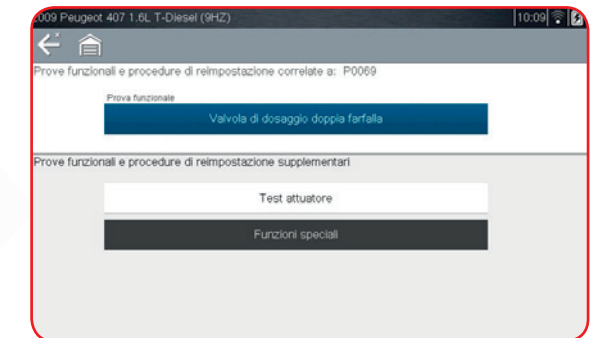 2009 Peugeot 407 1.6L T-Diesel (9HZ) 10:09
Prove funzionali e procedure di reimpostazione correlate a: P0069
Prova funzionale
Valvola di dosaggio doppia farfalla
Prove funzionali e procedure di reimpostazione supplementari
Test attuatore
Funzioni speciali